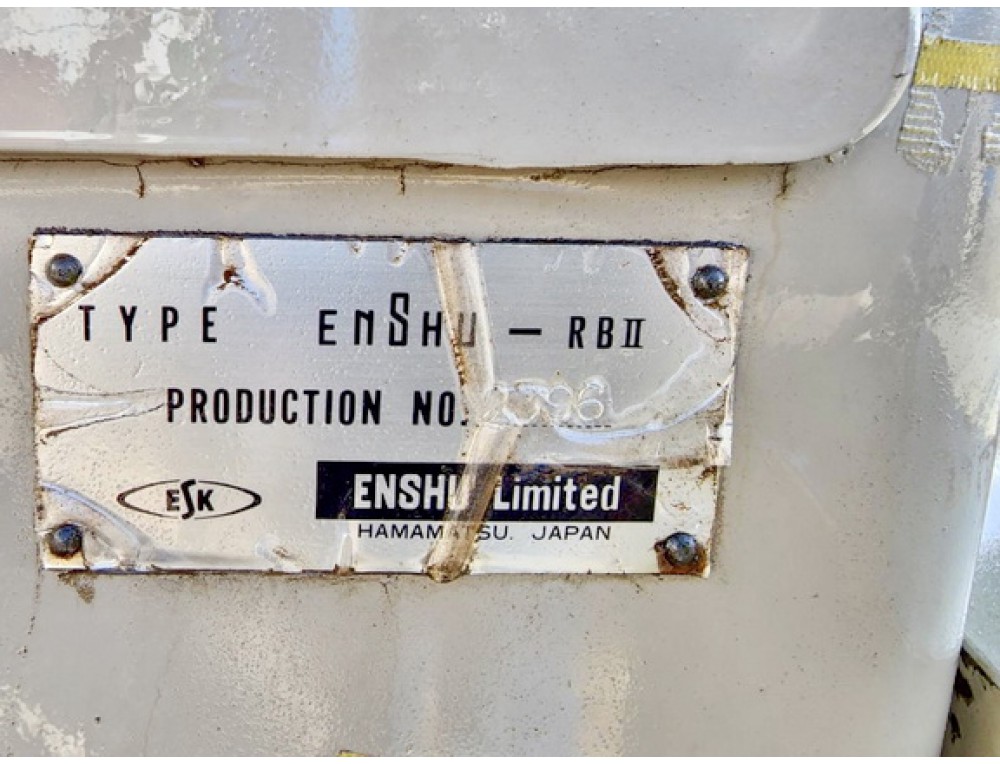 TYPE ENSHU - RBII
PRODUCTION NO.
ESK
ENSHU Limited
HAMAMATSU. JAPAN